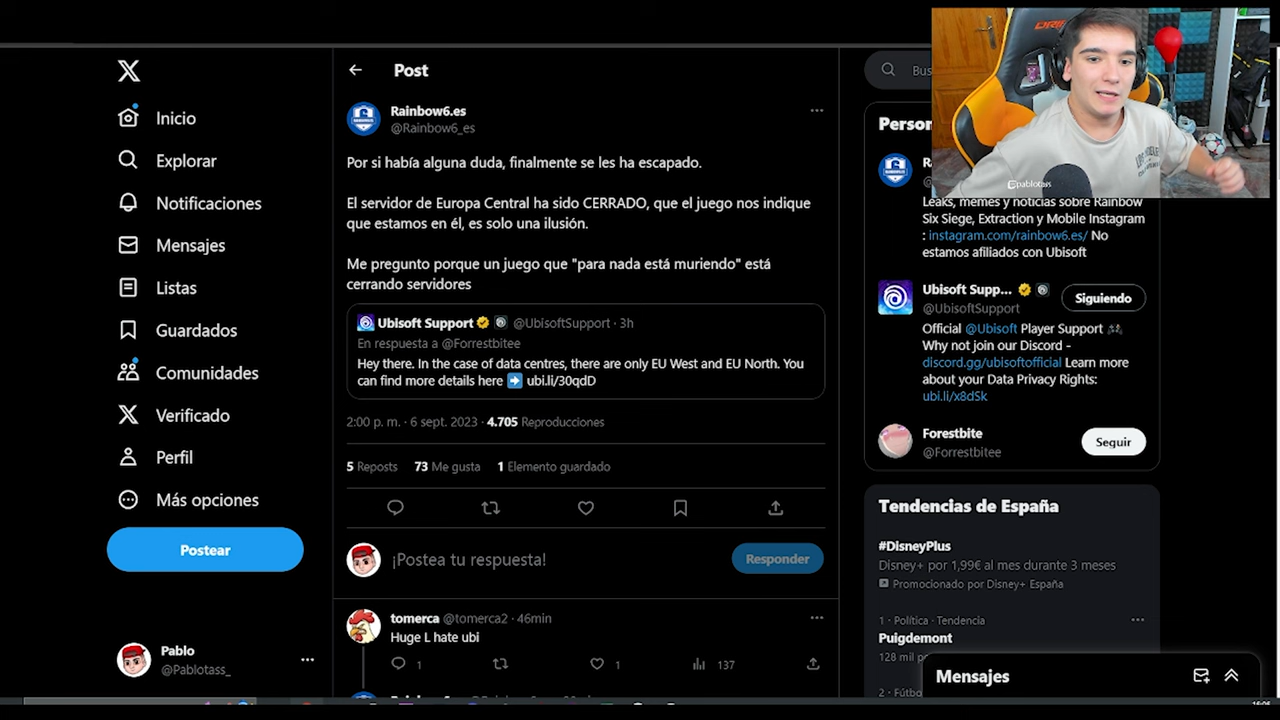 Inicio
Explorar
Notificaciones
Mensajes
Listas
Guardados
Comunidades
Verificado
Perfil
Más opciones
Postear
Pablo
@Pablotass_
Post
Rainbow6.es
@Rainbow6_es
Por si había alguna duda, finalmente se les ha escapado.
El servidor de Europa Central ha sido CERRADO, que el juego nos indique
que estamos en él, es solo una ilusión.
Me pregunto porque un juego que "para nada está muriendo" está
cerrando servidores
Ubisoft Support @UbisoftSupport · 3h
En respuesta a @Forrestbitee
Hey there. In the case of data centres, there are only EU West and EU North. You
can find more details here ➡️ ubi.li/30qdD
2:00 p. m. · 6 sept. 2023 · 4.705 Reproducciones
5 Reposts 73 Me gusta 1 Elemento guardado
¡Postea tu respuesta!
Responder
tomerca @tomerca2 · 46min
Huge L hate ubi
1 1 137
Bus
Person
pablotass
Leaks, memes y noticias sobre Rainbow
Six Siege, Extraction y Mobile Instagram
: instagram.com/rainbow6.es/ No
estamos afiliados con Ubisoft
Ubisoft Supp...
@UbisoftSupport
Siguiendo
Official @Ubisoft Player Support 🎮
Why not join our Discord -
discord.gg/ubisoftofficial Learn more
about your Data Privacy Rights:
ubi.li/x8dSk
Forestbite
@Forrestbitee
Seguir
Tendencias de España
#DisneyPlus
Disney+ por 1,99€ al mes durante 3 meses
Promocionado por Disney+ España
1 · Política · Tendencia
Puigdemont
128 mil
2 · Fútbo
Mensajes